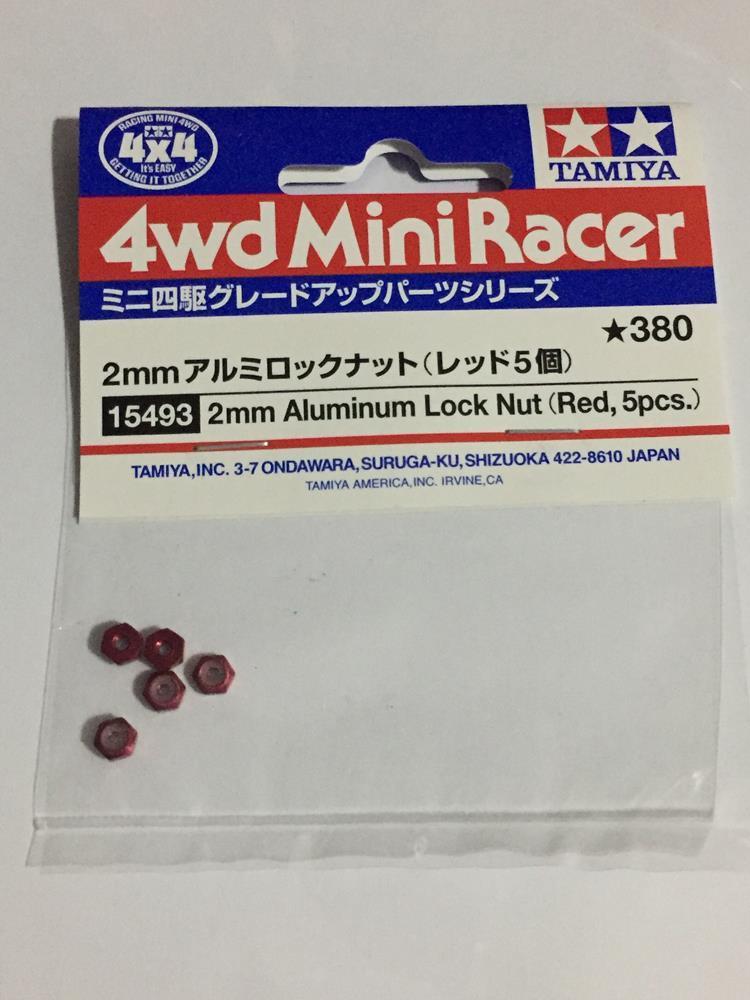 RACING MINI 4WD
4x4
It's EASY
GETTING IT TOGETHER
TAMIYA
4wd Mini Racer
ミニ四駆グレードアップパーツシリーズ
★380
2mmアルミロックナット(レッド5個)
15493 2mm Aluminum Lock Nut (Red, 5pcs.)
TAMIYA,INC. 3-7 ONDAWARA,SURUGA-KU,SHIZUOKA 422-8610 JAPAN
TAMIYA AMERICA,INC. IRVINE,CA